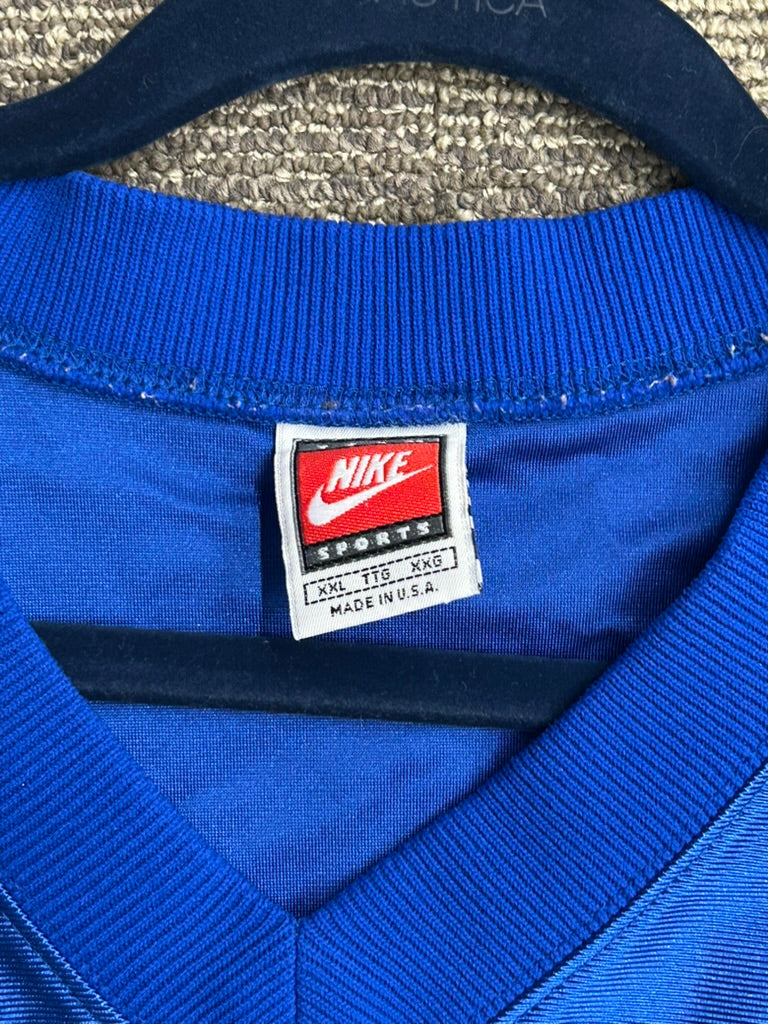 NIKE
SPORTS
XXL TTG XXG
MADE IN U.S.A.